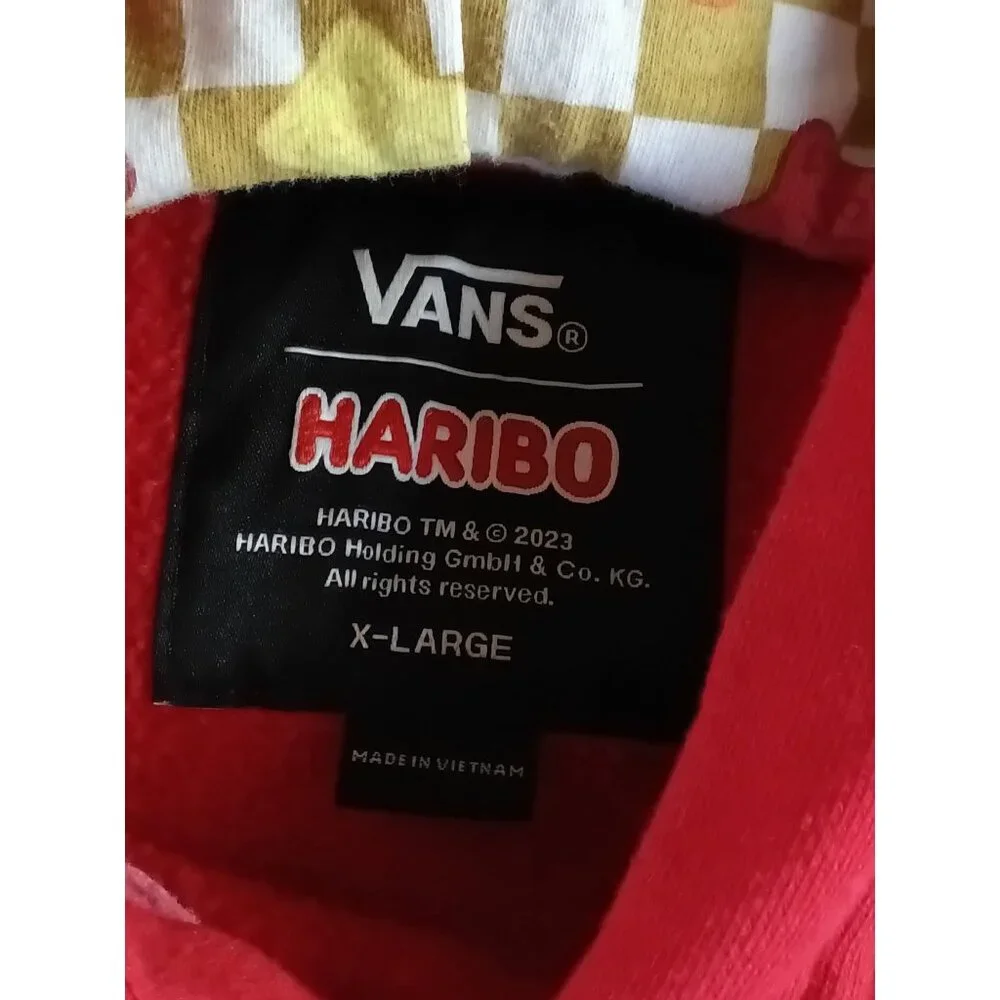 VANS®
HARIBO
HARIBO TM & © 2023
HARIBO Holding GmbH & Co. KG.
All rights reserved.
X-LARGE
MADE IN VIETNAM